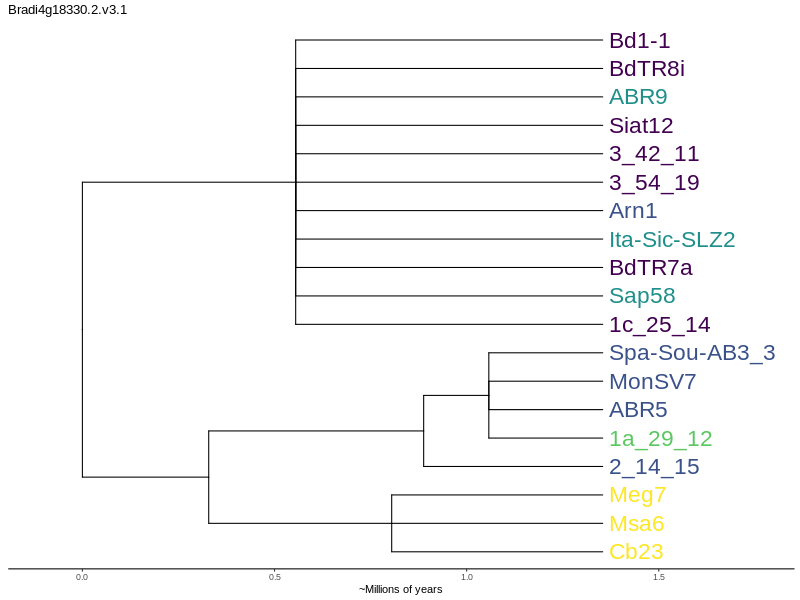 Bradi4g18330.2.v3.1
Bd1-1
BdTR8i
ABR9
Siat12
3_42_11
3_54_19
Arn1
Ita-Sic-SLZ2
BdTR7a
Sap58
1c_25_14
Spa-Sou-AB3_3
MonSV7
ABR5
1a_29_12
2_14_15
Meg7
Msa6
Cb23
0.0 0.5 1.0 1.5
~Millions of years